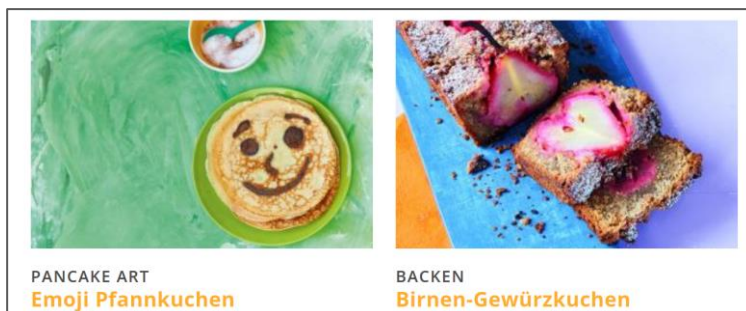 PANCAKE ART
Emoji Pfannkuchen
BACKEN
Birnen-Gewürzkuchen